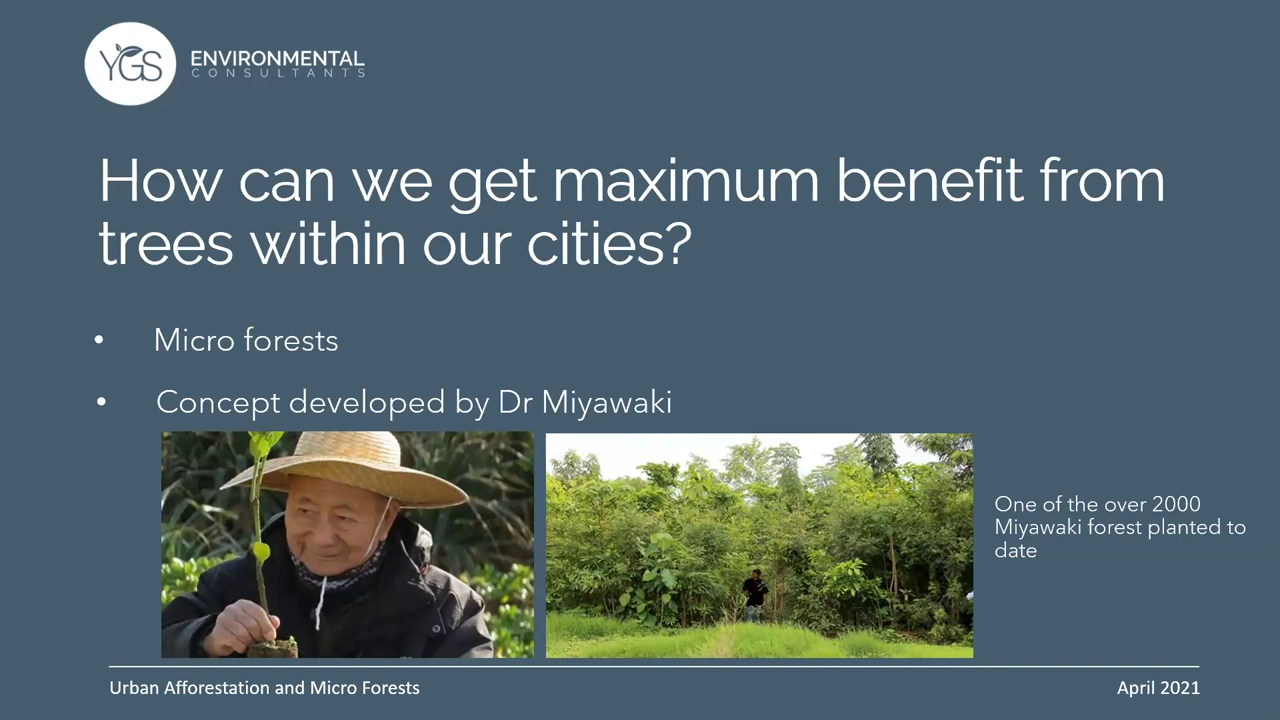 YGS
ENVIRONMENTAL
CONSULTANTS
How can we get maximum benefit from
trees within our cities?
• Micro forests
• Concept developed by Dr Miyawaki
One of the over 2000
Miyawaki forest planted to
date
Urban Afforestation and Micro Forests
April 2021